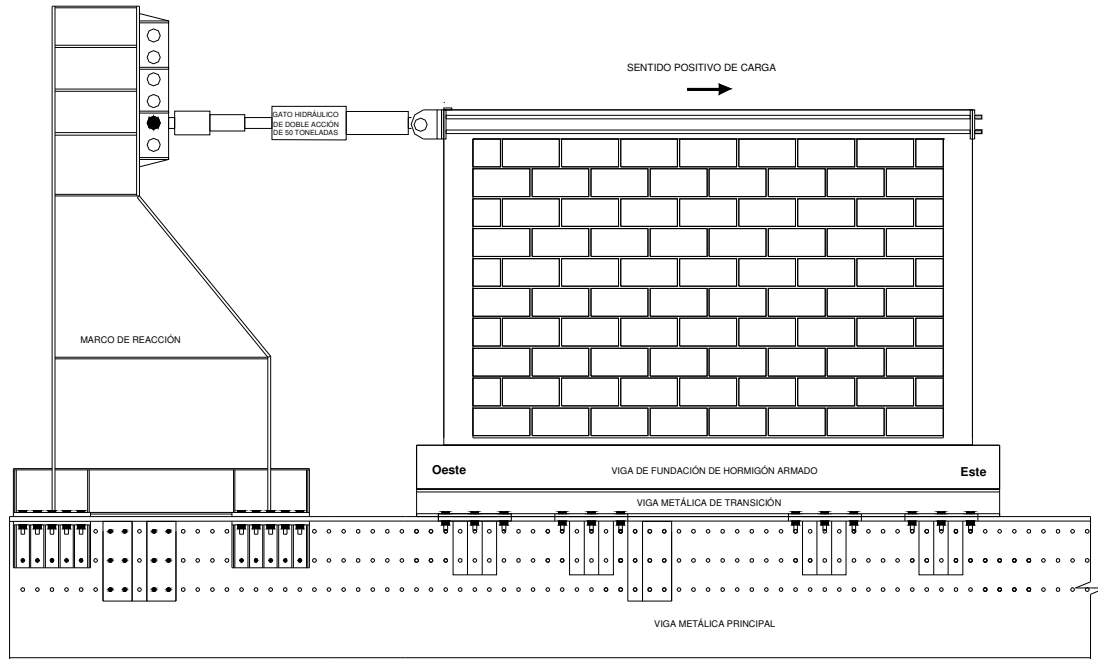 SENTIDO POSITIVO DE CARGA
GATO HIDRÁULICO
DE DOBLE ACCIÓN
DE 50 TONELADAS
MARCO DE REACCIÓN
Oeste
VIGA DE FUNDACIÓN DE HORMIGÓN ARMADO
Este
VIGA METÁLICA DE TRANSICIÓN
VIGA METÁLICA PRINCIPAL